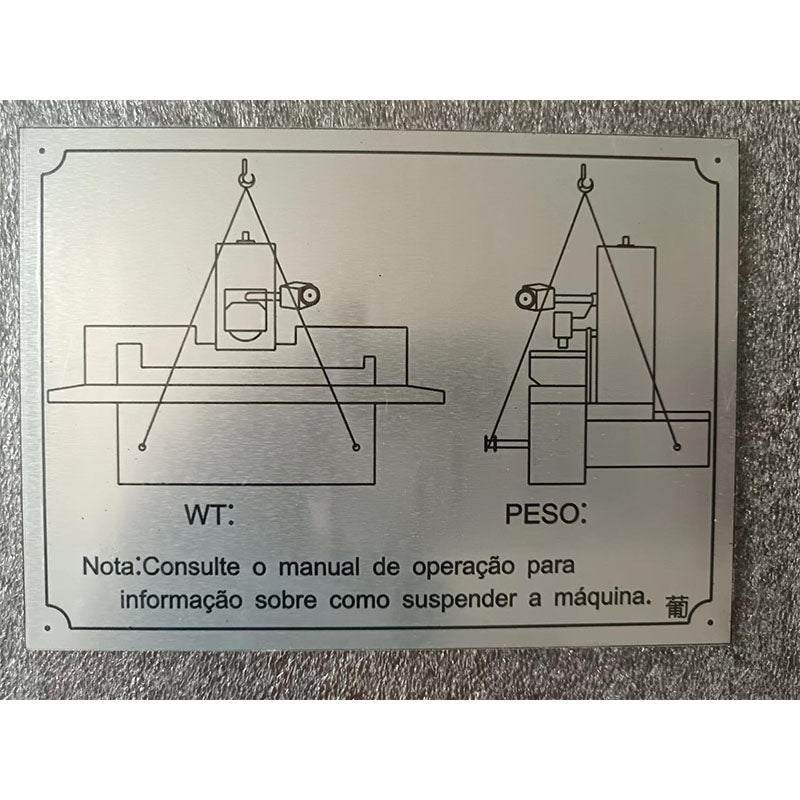 WT: PESO:
Nota:Consulte o manual de operação para
informação sobre como suspender a máquina. 葡